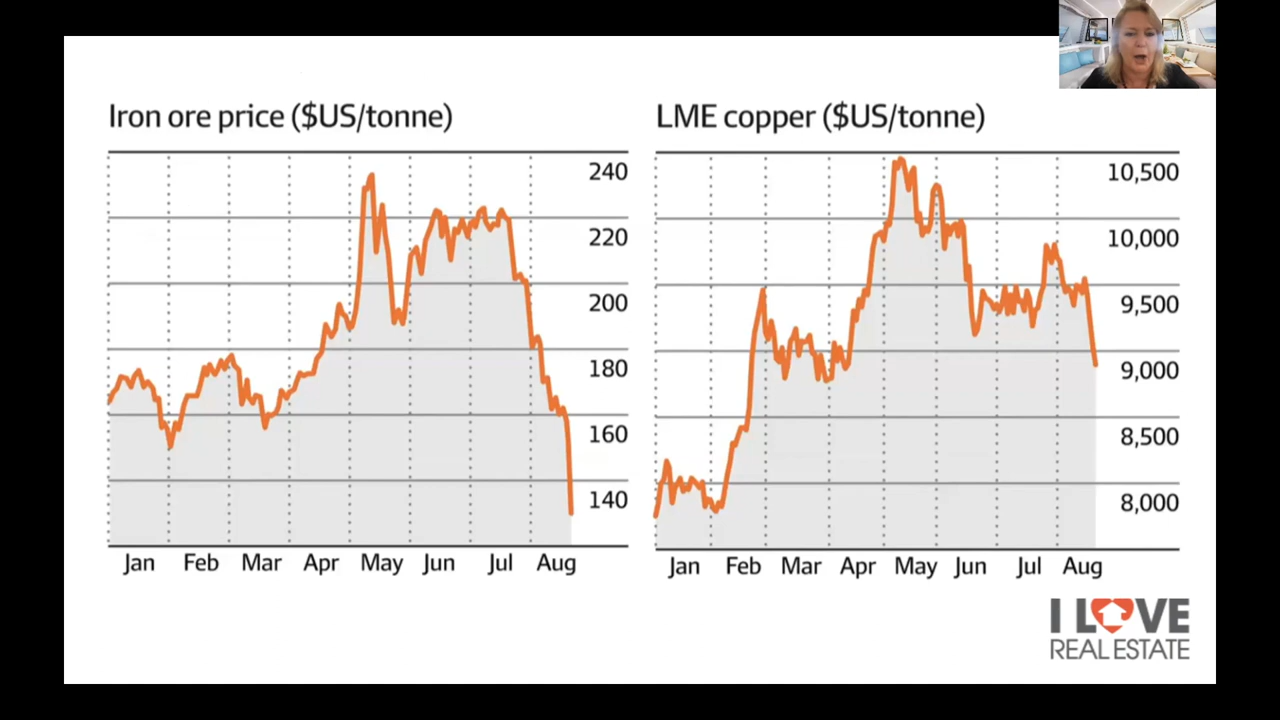 Iron ore price ($US/tonne)
240
220
200
180
160
140
Jan Feb Mar Apr May Jun Jul Aug
LME copper ($US/tonne)
10,500
10,000
9,500
9,000
8,500
8,000
Jan Feb Mar Apr May Jun Jul Aug
I LOVE
REAL ESTATE